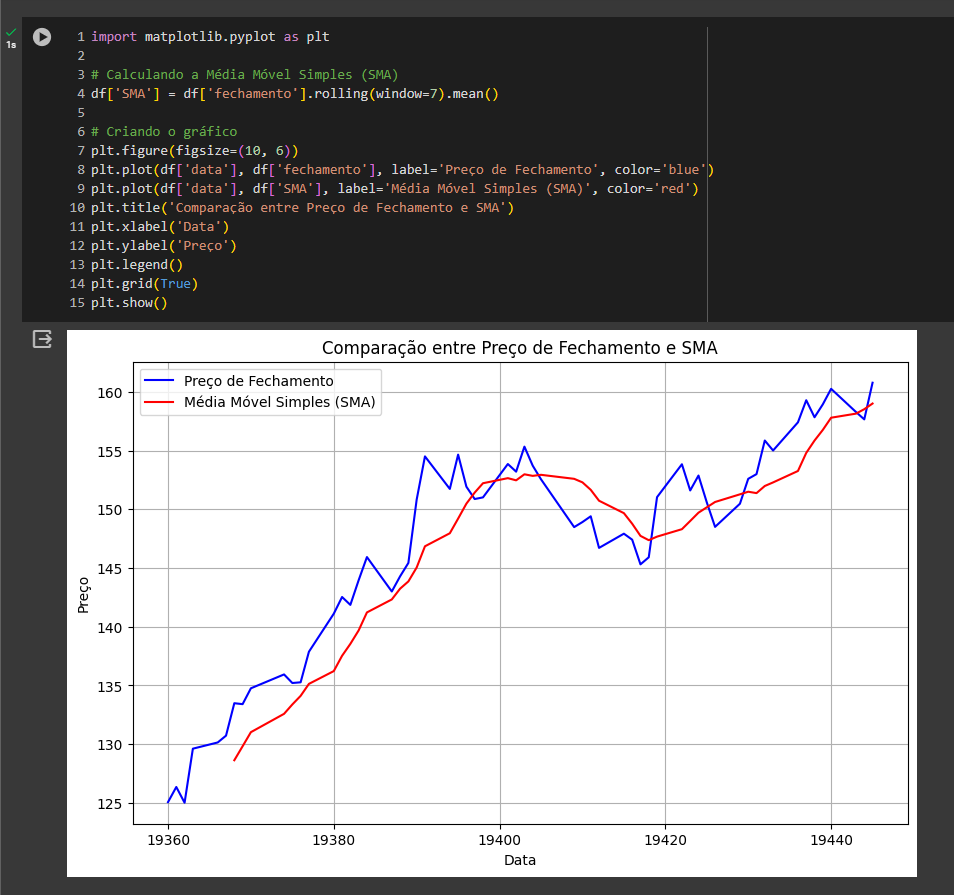 1s
1 import matplotlib.pyplot as plt
2
3 # Calculando a Média Móvel Simples (SMA)
4 df['SMA'] = df['fechamento'].rolling(window=7).mean()
5
6 # Criando o gráfico
7 plt.figure(figsize=(10, 6))
8 plt.plot(df['data'], df['fechamento'], label='Preço de Fechamento', color='blue')
9 plt.plot(df['data'], df['SMA'], label='Média Móvel Simples (SMA)', color='red')
10 plt.title('Comparação entre Preço de Fechamento e SMA')
11 plt.xlabel('Data')
12 plt.ylabel('Preço')
13 plt.legend()
14 plt.grid(True)
15 plt.show()
Comparação entre Preço de Fechamento e SMA
Preço de Fechamento
Média Móvel Simples (SMA)
160
155
150
145
140
135
130
125
Preço
19360 19380 19400 19420 19440
Data